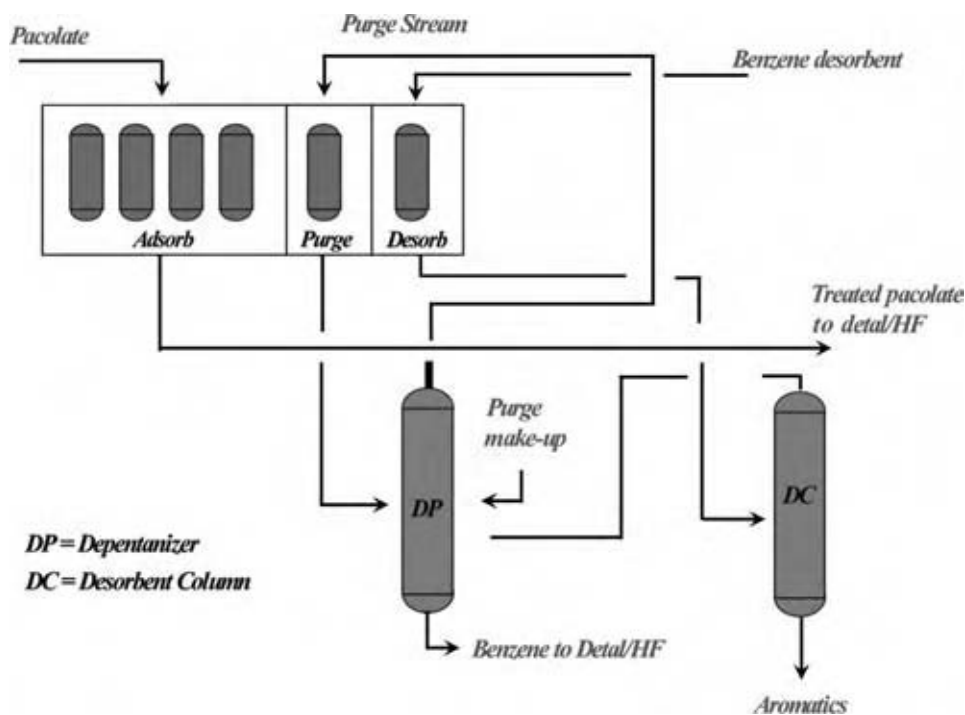 Pacolate
Purge Stream
Benzene desorbent
Adsorb
Purge
Desorb
Treated pacolate
to detal/HF
Purge
make-up
DP
DC
DP = Depentanizer
DC = Desorbent Column
Benzene to Detal/HF
Aromatics